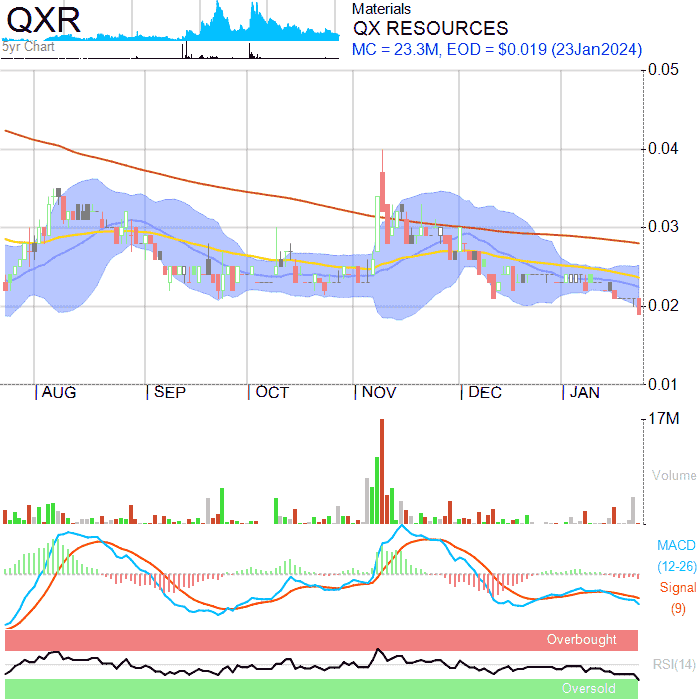 QXR
5yr Chart
Materials
QX RESOURCES
MC = 23.3M, EOD = $0.019 (23Jan2024)
0.05
0.04
0.03
0.02
0.01
AUG SEP OCT NOV DEC JAN
17M
Volume
MACD
(12-26)
Signal
(9)
Overbought
RSI(14)
Oversold